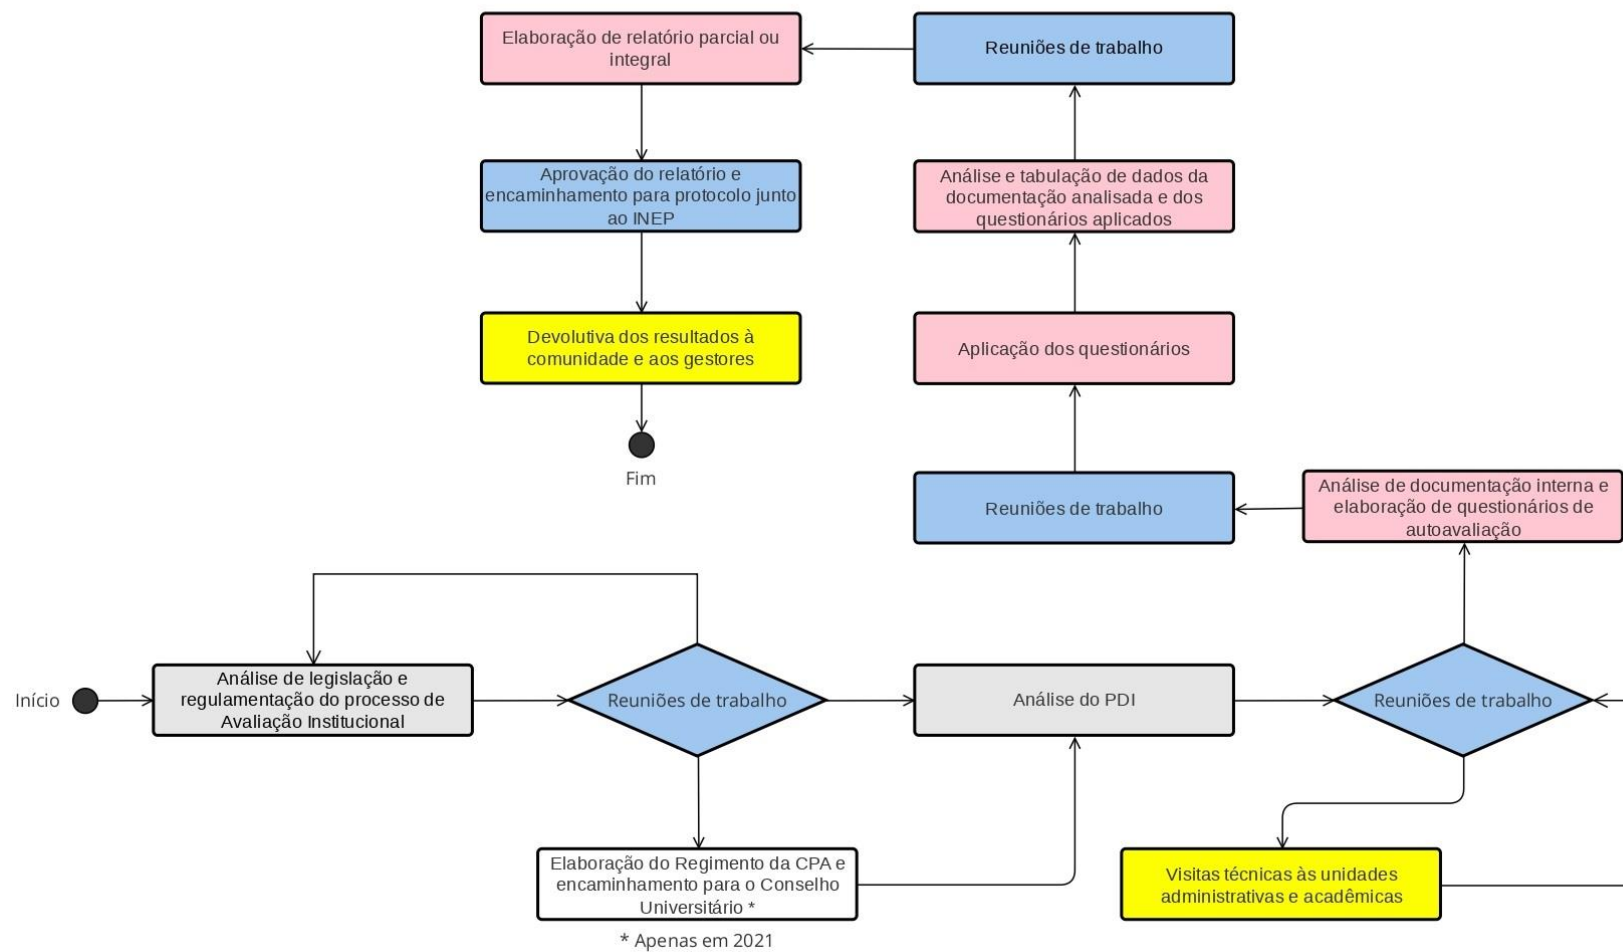 Elaboração de relatório parcial ou
integral
Reuniões de trabalho
Aprovação do relatório e
encaminhamento para protocolo junto
ao INEP
Análise e tabulação de dados da
documentação analisada e dos
questionários aplicados
Devolutiva dos resultados à
comunidade e aos gestores
Aplicação dos questionários
Fim
Reuniões de trabalho
Análise de documentação interna e
elaboração de questionários de
autoavaliação
Início
Análise de legislação e
regulamentação do processo de
Avaliação Institucional
Reuniões de trabalho
Análise do PDI
Reuniões de trabalho
Elaboração do Regimento da CPA e
encaminhamento para o Conselho
Universitário *
Visitas técnicas às unidades
administrativas e acadêmicas
* Apenas em 2021